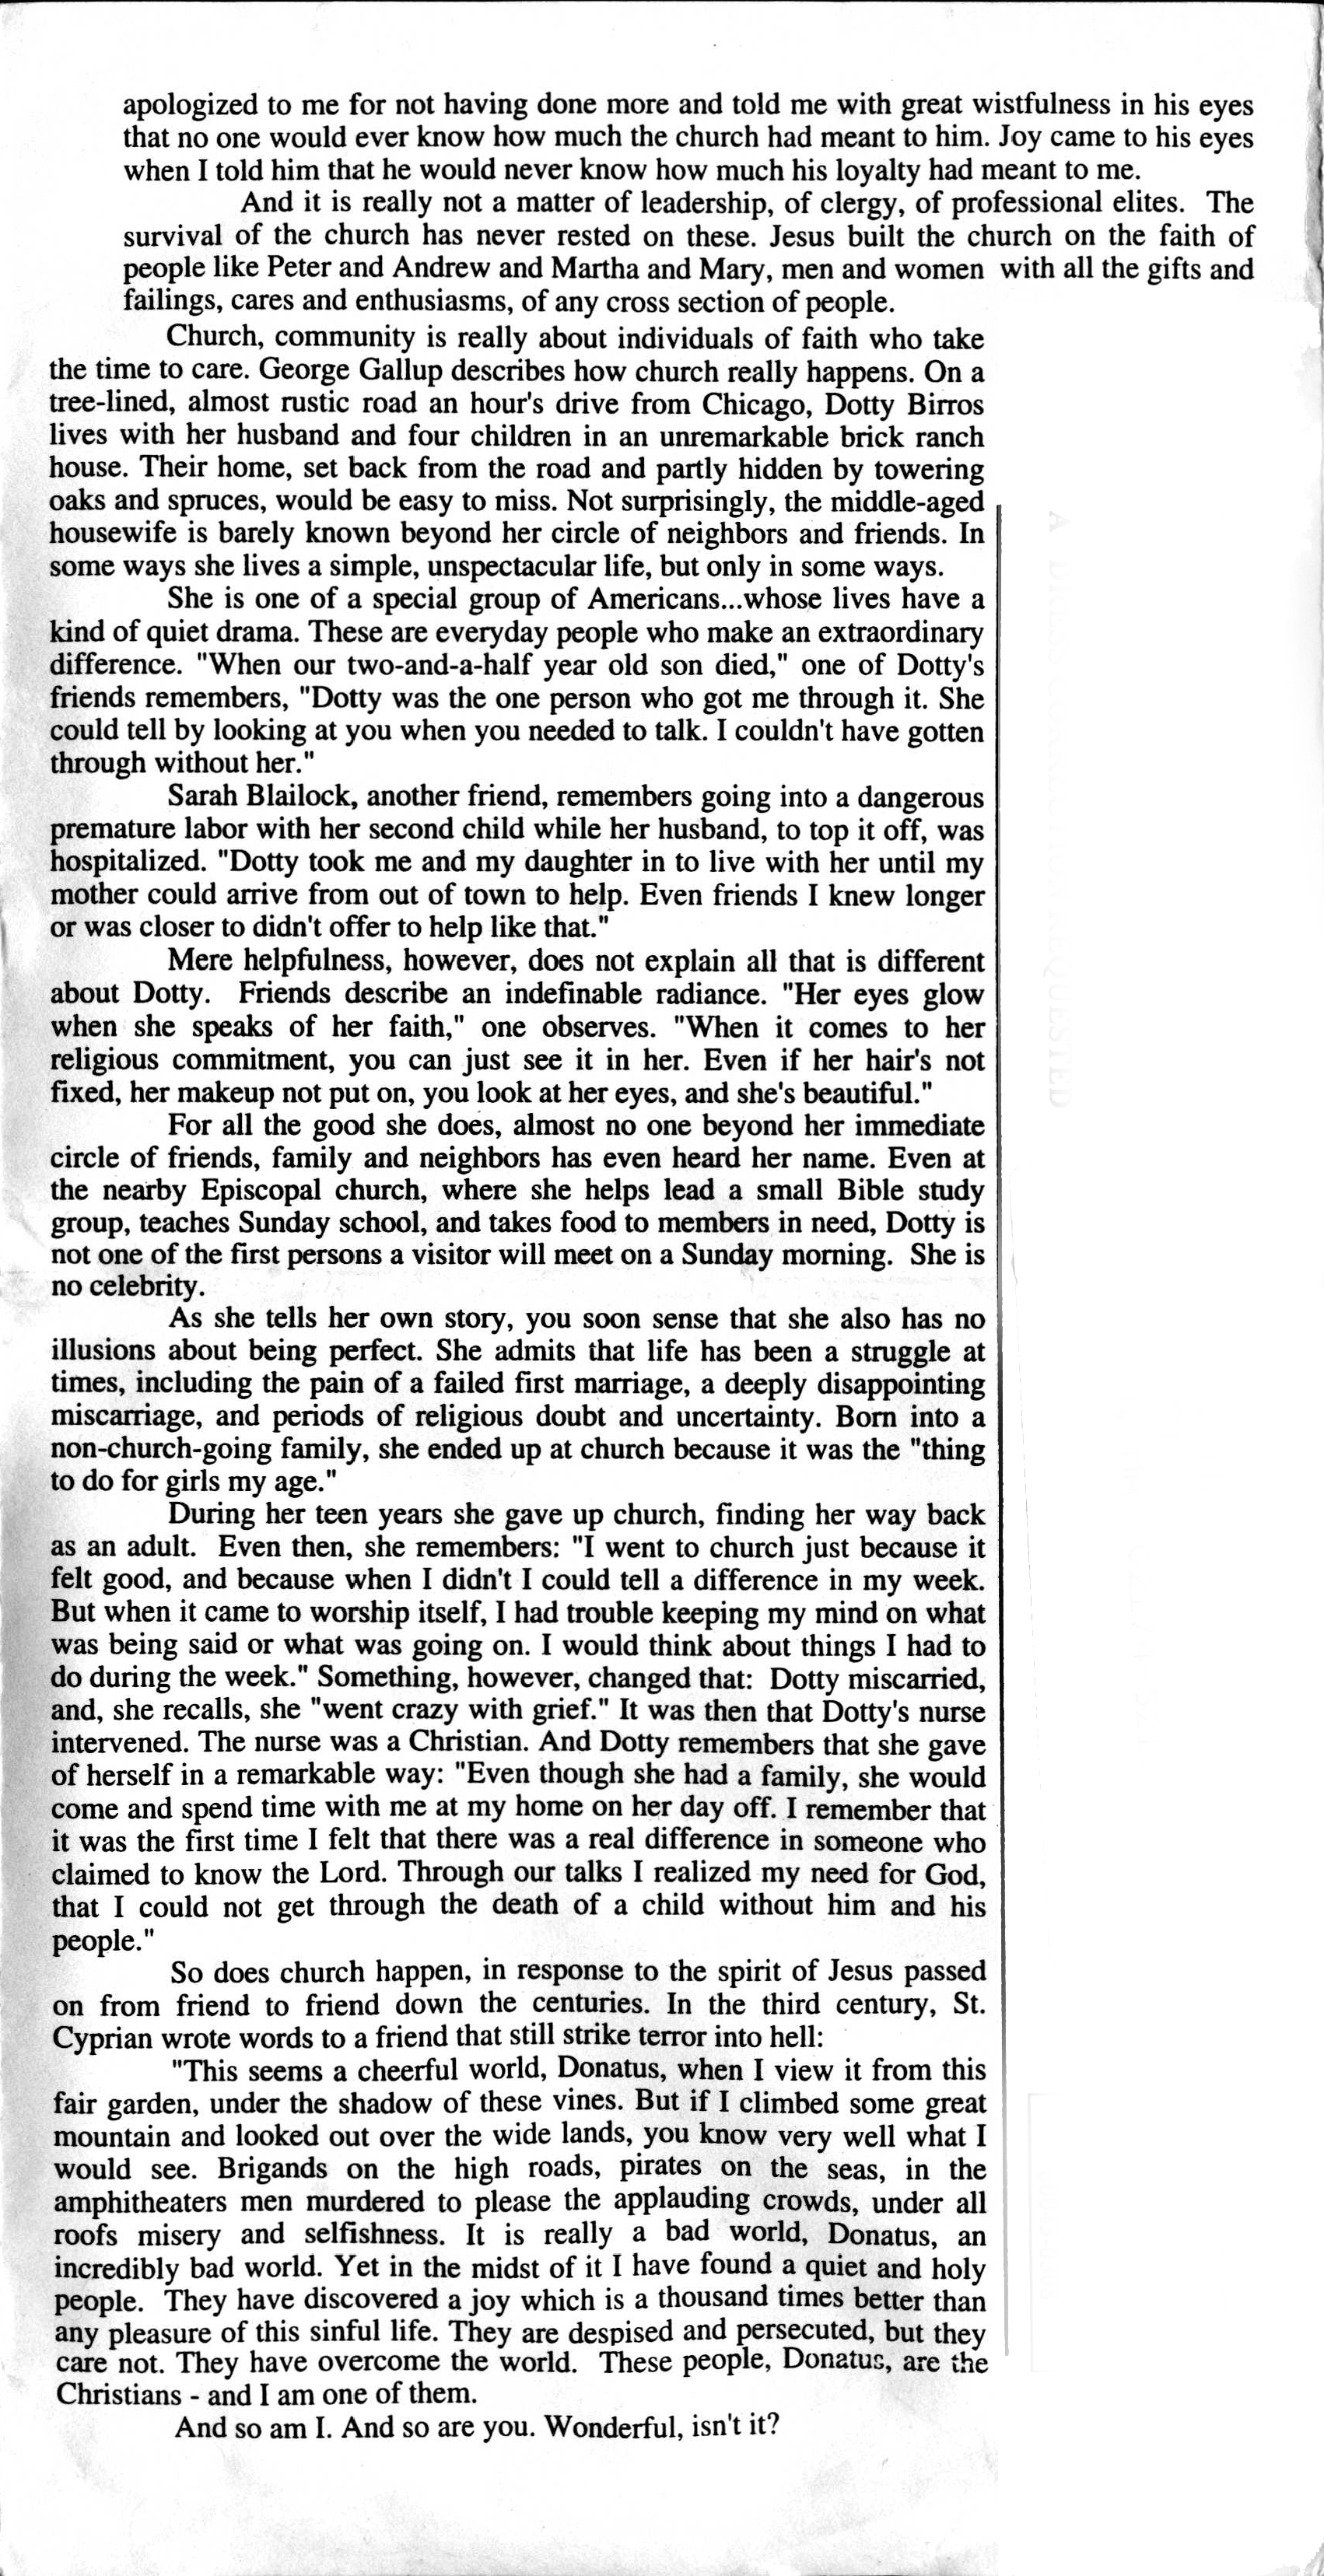 apologized to me for not having done more and told me with great wistfulness in his eyes
that no one would ever know how much the church had meant to him. Joy came to his eyes
when I told him that he would never know how much his loyalty had meant to me.
And it is really not a matter of leadership, of clergy, of professional elites. The
survival of the church has never rested on these. Jesus built the church on the faith of
people like Peter and Andrew and Martha and Mary, men and women with all the gifts and
failings, cares and enthusiasms, of any cross section of people.
Church, community is really about individuals of faith who take
the time to care. George Gallup describes how church really happens. On a
tree-lined, almost rustic road an hour's drive from Chicago, Dotty Birros
lives with her husband and four children in an unremarkable brick ranch
house. Their home, set back from the road and partly hidden by towering
oaks and spruces, would be easy to miss. Not surprisingly, the middle-aged
housewife is barely known beyond her circle of neighbors and friends. In
some ways she lives a simple, unspectacular life, but only in some ways.
She is one of a special group of Americans...whose lives have a
kind of quiet drama. These are everyday people who make an extraordinary
difference. "When our two-and-a-half year old son died," one of Dotty's
friends remembers, "Dotty was the one person who got me through it. She
could tell by looking at you when you needed to talk. I couldn't have gotten
through without her."
Sarah Blailock, another friend, remembers going into a dangerous
premature labor with her second child while her husband, to top it off, was
hospitalized. "Dotty took me and my daughter in to live with her until my
mother could arrive from out of town to help. Even friends I knew longer
or was closer to didn't offer to help like that."
Mere helpfulness, however, does not explain all that is different
about Dotty. Friends describe an indefinable radiance. "Her eyes glow
when she speaks of her faith," one observes. "When it comes to her
religious commitment, you can just see it in her. Even if her hair's not
fixed, her makeup not put on, you look at her eyes, and she's beautiful."
For all the good she does, almost no one beyond her immediate
circle of friends, family and neighbors has even heard her name. Even at
the nearby Episcopal church, where she helps lead a small Bible study
group, teaches Sunday school, and takes food to members in need, Dotty is
not one of the first persons a visitor will meet on a Sunday morning. She is
no celebrity.
As she tells her own story, you soon sense that she also has no
illusions about being perfect. She admits that life has been a struggle at
times, including the pain of a failed first marriage, a deeply disappointing
miscarriage, and periods of religious doubt and uncertainty. Born into a
non-church-going family, she ended up at church because it was the "thing
to do for girls my age."
During her teen years she gave up church, finding her way back
as an adult. Even then, she remembers: "I went to church just because it
felt good, and because when I didn't I could tell a difference in my week.
But when it came to worship itself, I had trouble keeping my mind on what
was being said or what was going on. I would think about things I had to
do during the week." Something, however, changed that: Dotty miscarried,
and, she recalls, she "went crazy with grief." It was then that Dotty's nurse
intervened. The nurse was a Christian. And Dotty remembers that she gave
of herself in a remarkable way: "Even though she had a family, she would
come and spend time with me at my home on her day off. I remember that
it was the first time I felt that there was a real difference in someone who
claimed to know the Lord. Through our talks I realized my need for God,
that I could not get through the death of a child without him and his
people."
So does church happen, in response to the spirit of Jesus passed
on from friend to friend down the centuries. In the third century, St.
Cyprian wrote words to a friend that still strike terror into hell:
"This seems a cheerful world, Donatus, when I view it from this
fair garden, under the shadow of these vines. But if I climbed some great
mountain and looked out over the wide lands, you know very well what I
would see. Brigands on the high roads, pirates on the seas, in the
amphitheaters men murdered to please the applauding crowds, under all
roofs misery and selfishness. It is really a bad world, Donatus, an
incredibly bad world. Yet in the midst of it I have found a quiet and holy
people. They have discovered a joy which is a thousand times better than
any pleasure of this sinful life. They are despised and persecuted, but they
care not. They have overcome the world. These people, Donatus, are the
Christians - and I am one of them.
And so am I. And so are you. Wonderful, isn't it?